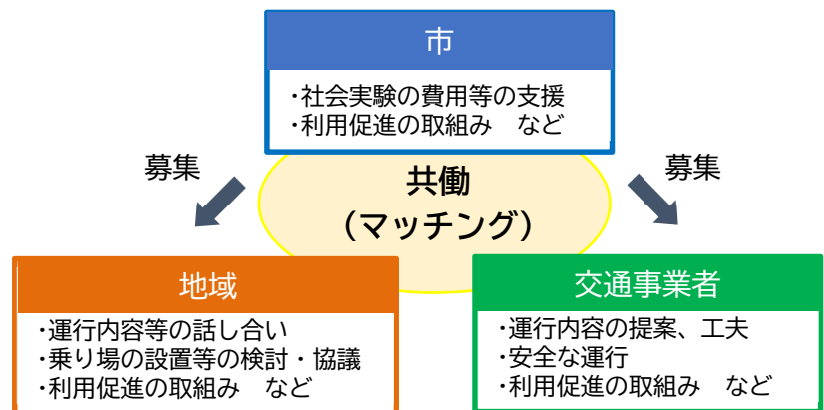 市
・社会実験の費用等の支援
・利用促進の取組み　など
募集
募集
共働
（マッチング）
地域
・運行内容等の話し合い
・乗り場の設置等の検討・協議
・利用促進の取組み　など
交通事業者
・運行内容の提案、工夫
・安全な運行
・利用促進の取組み　など